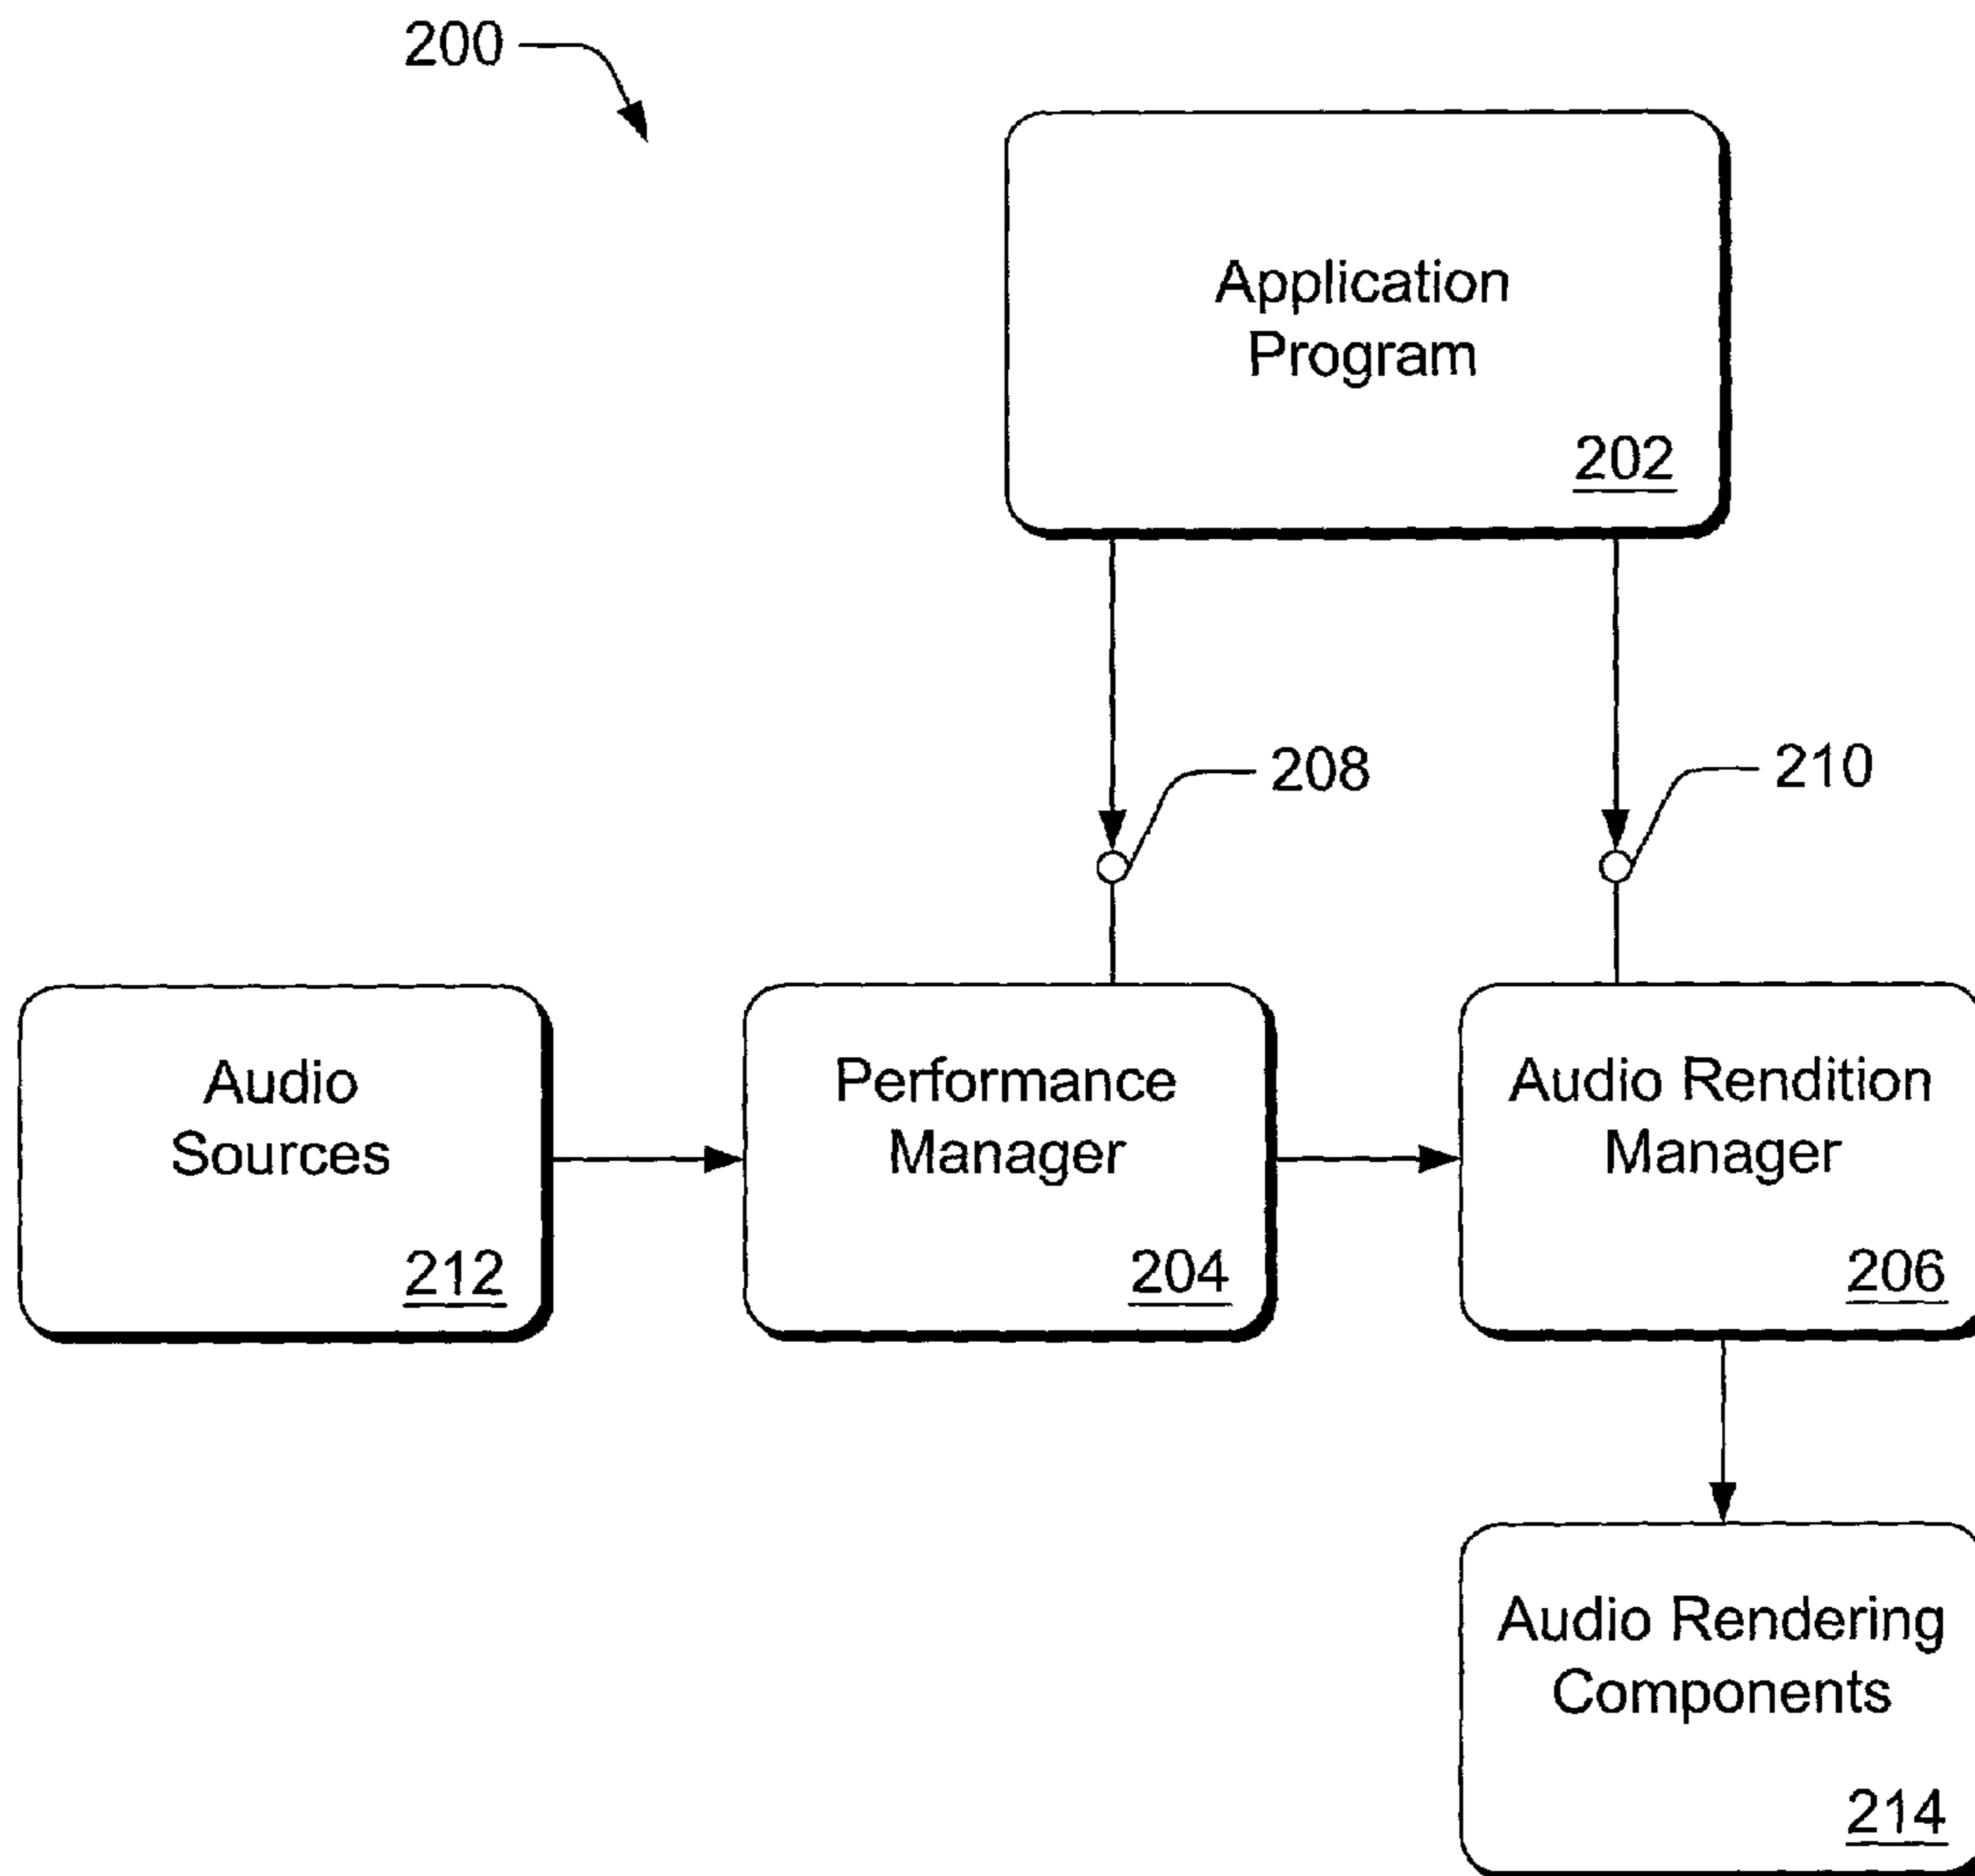 200
Application
Program
202
208
210
Audio
Sources
212
Performance
Manager
204
Audio Rendition
Manager
206
Audio Rendering
Components
214